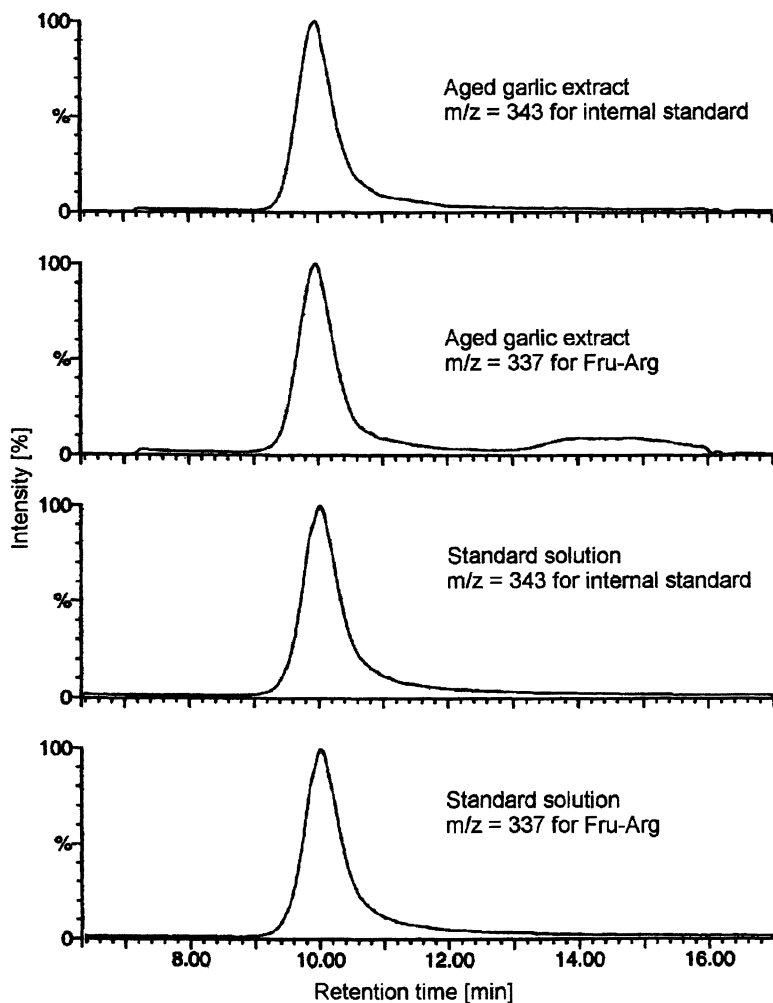 100
Aged garlic extract
m/z = 343 for internal standard
%
0
100
Aged garlic extract
m/z = 337 for Fru-Arg
%
0
Intensity [%]
100
Standard solution
m/z = 343 for internal standard
%
0
100
Standard solution
m/z = 337 for Fru-Arg
%
0
8.00 10.00 12.00 14.00 16.00
Retention time [min]